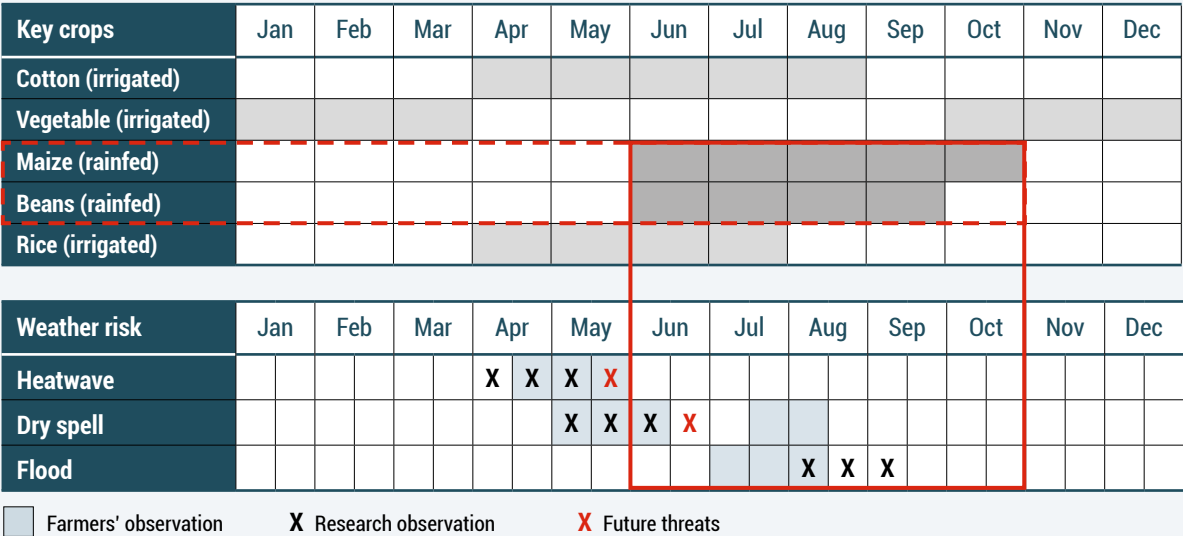 Key crops Jan Feb Mar Apr May Jun Jul Aug Sep Oct Nov Dec
Cotton (irrigated)
Vegetable (irrigated)
Maize (rainfed)
Beans (rainfed)
Rice (irrigated)
Weather risk Jan Feb Mar Apr May Jun Jul Aug Sep Oct Nov Dec
Heatwave X X X X
Dry spell X X X X
Flood X X X
Farmers' observation X Research observation X Future threats